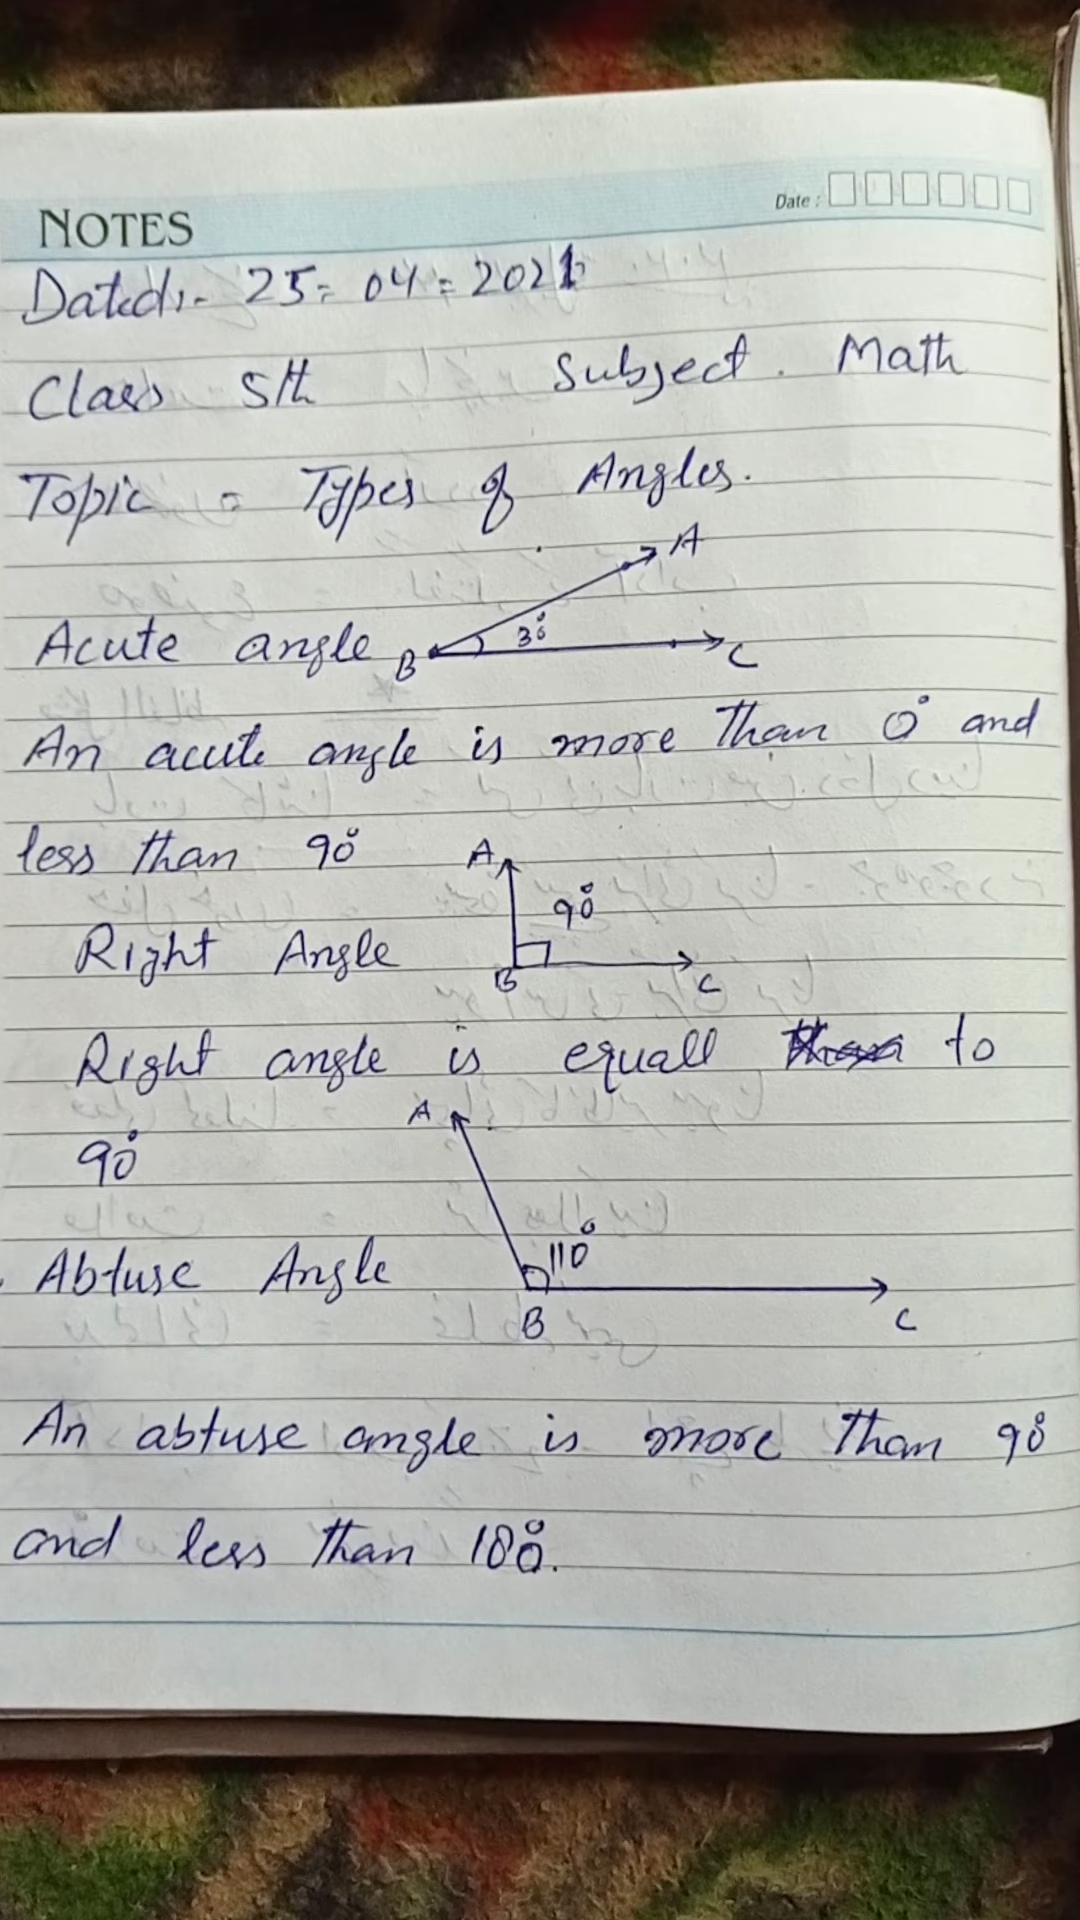 NOTES
Date :
Dated:- 25= 04 = 2021
Class 5th Subject. Math
Topic = Types of Angles.
A
Acute angle B 30° C
An acute angle is more than 0° and
less than 90°
A
90°
Right Angle
B C
Right angle is equall to
A
90°
Abtuse Angle 110°
B C
An abtuse angle is more than 90°
and less than 180°.